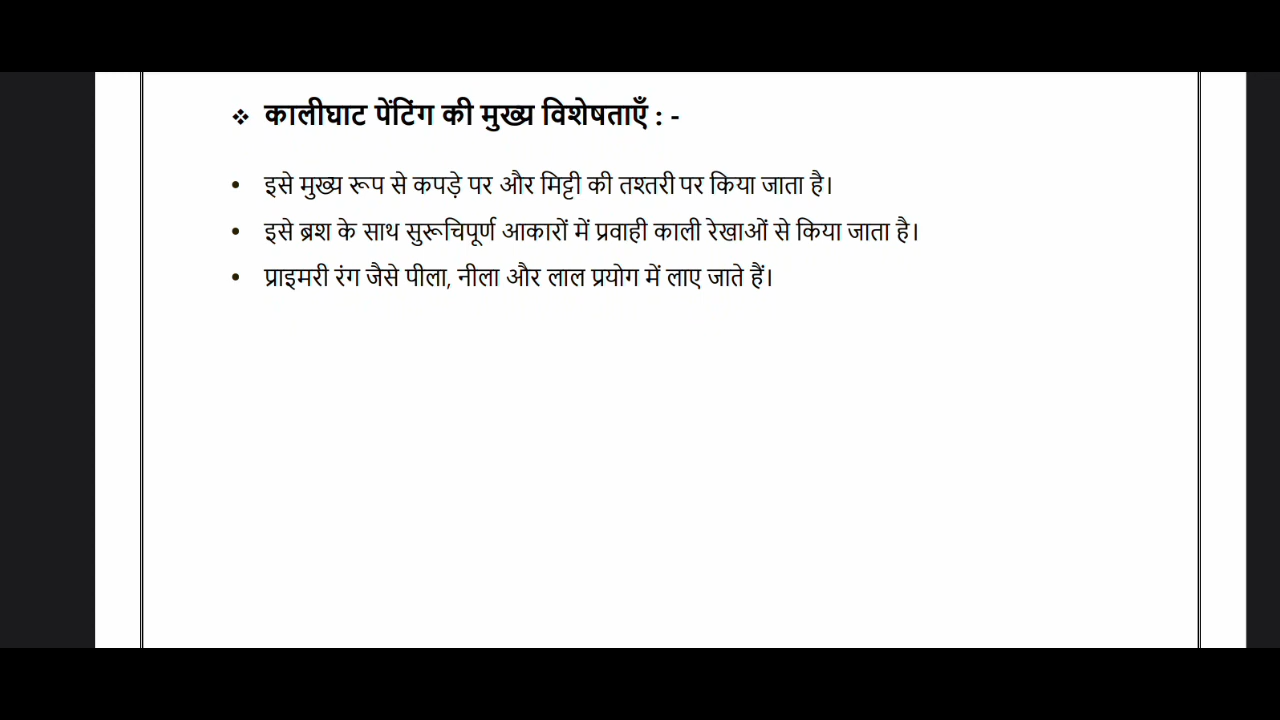 ❖ कालीघाट पेंटिंग की मुख्य विशेषताएँ : -
• इसे मुख्य रूप से कपड़े पर और मिट्टी की तश्तरी पर किया जाता है।
• इसे ब्रश के साथ सुरूचिपूर्ण आकारों में प्रवाही काली रेखाओं से किया जाता है।
• प्राइमरी रंग जैसे पीला, नीला और लाल प्रयोग में लाए जाते हैं।